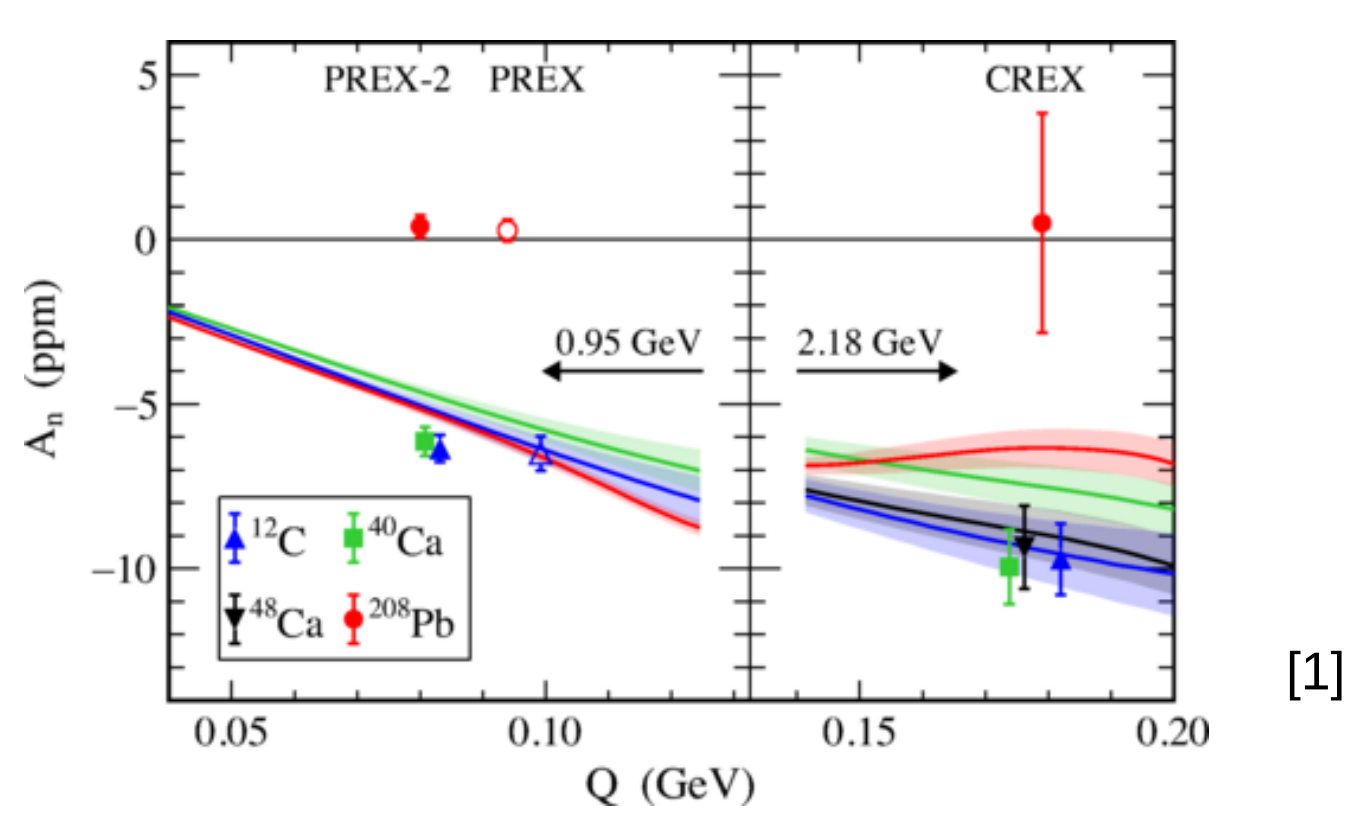 PREX-2 PREX CREX
5
0
−5
−10
A_n (ppm)
0.95 GeV 2.18 GeV
¹²C ⁴⁰Ca
⁴⁸Ca ²⁰⁸Pb
[1]
0.05 0.10 0.15 0.20
Q (GeV)